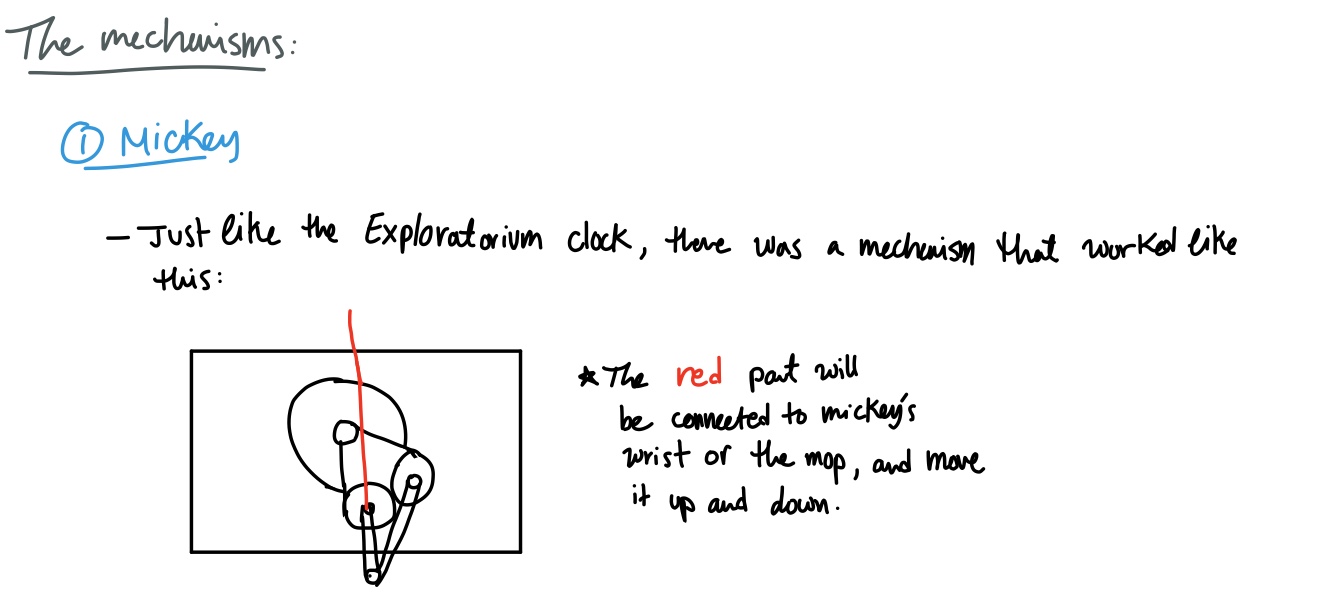 The mechanisms:
① Mickey
– Just like the Exploratorium clock, there was a mechanism that worked like
this:
★ The red part will
be connected to mickey's
wrist or the mop, and move
it up and down.